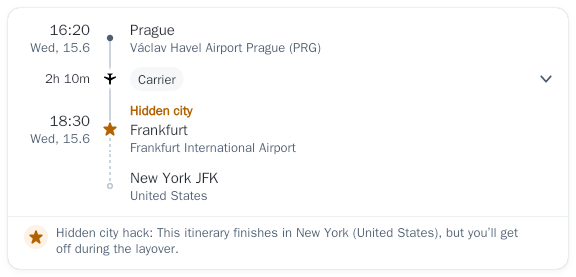 16:20
Prague
Wed, 15.6
Václav Havel Airport Prague (PRG)
2h 10m
Carrier
Hidden city
18:30
Frankfurt
Wed, 15.6
Frankfurt International Airport
New York JFK
United States
Hidden city hack: This itinerary finishes in New York (United States), but you'll get
off during the layover.